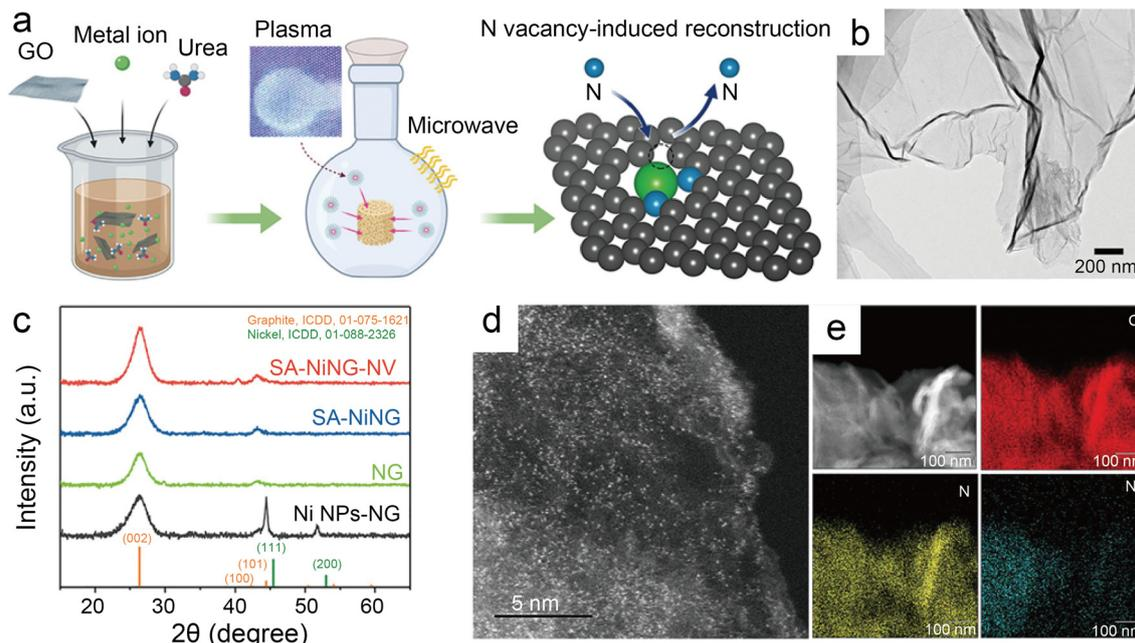 a
GO
Metal ion
Urea
Plasma
Microwave
N vacancy-induced reconstruction
N
N
b
200 nm
c
Intensity (a.u.)
Graphite, ICDD, 01-075-1621
Nickel, ICDD, 01-088-2326
SA-NiNG-NV
SA-NiNG
NG
Ni NPs-NG
(002)
(100)
(101)
(111)
(200)
20 30 40 50 60
2θ (degree)
d
5 nm
e
100 nm
100 nm
N
100 nm
100 nm